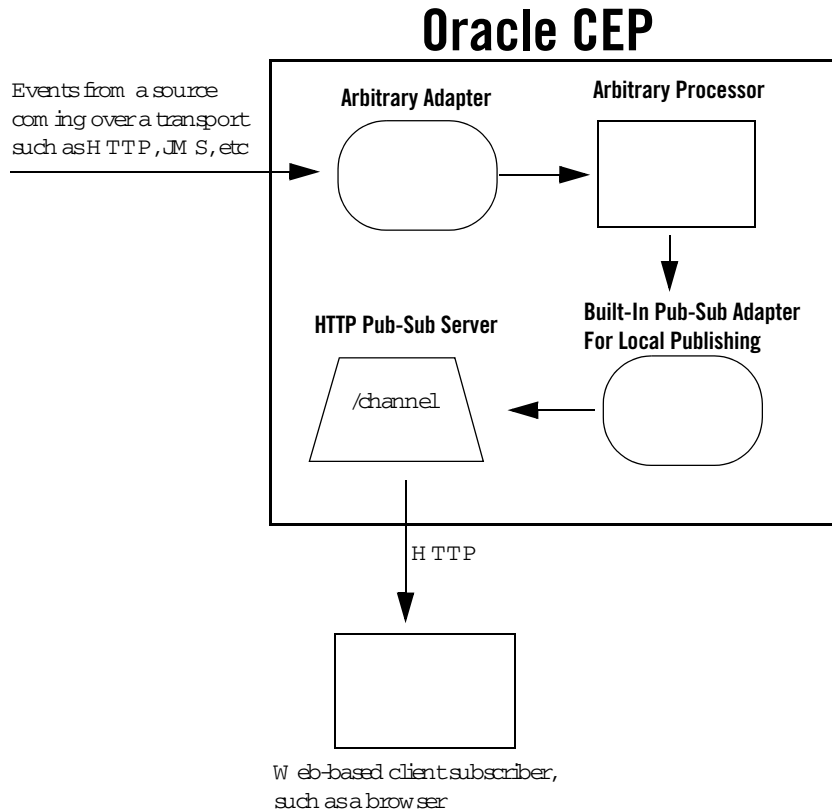 Oracle CEP
Events from a source
coming over a transport
such as HTTP, JMS, etc
Arbitrary Adapter
Arbitrary Processor
HTTP Pub-Sub Server
Built-In Pub-Sub Adapter
For Local Publishing
/channel
HTTP
Web-based client subscriber,
such as a browser